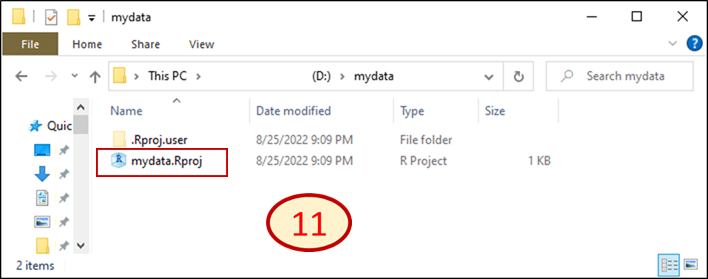 mydata
File Home Share View
This PC (D:) mydata
Search mydata
Name Date modified Type Size
Quic
.Rproj.user 8/25/2022 9:09 PM File folder
mydata.Rproj 8/25/2022 9:09 PM R Project 1 KB
11
2 items